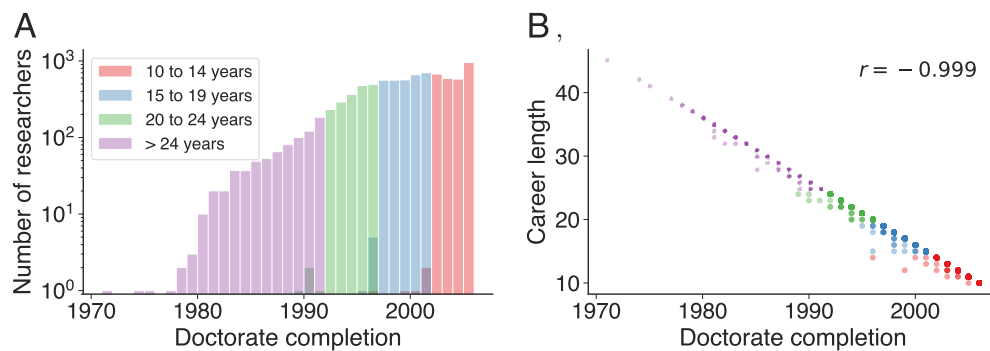 A
Number of researchers
10³
10²
10¹
10⁰
10 to 14 years
15 to 19 years
20 to 24 years
> 24 years
1970 1980 1990 2000
Doctorate completion
B ,
r = −0.999
Career length
40
30
20
10
1970 1980 1990 2000
Doctorate completion